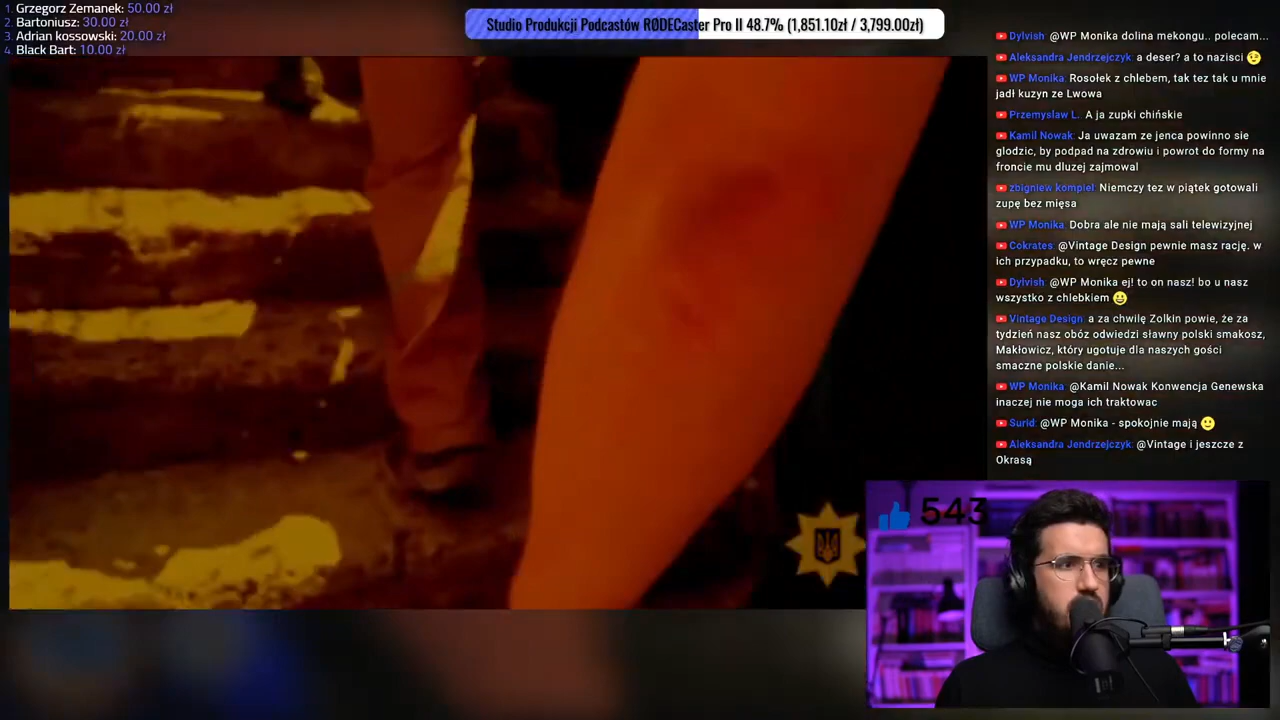 1. Grzegorz Zemanek: 50.00 zł
2. Bartoniusz: 30.00 zł
3. Adrian kossowski: 20.00 zł
4. Black Bart: 10.00 zł
Studio Produkcji Podcastów RØDECaster Pro II 48.7% (1,851.10zł / 3,799.00zł)
Dylvish: @WP Monika dolina mekongu.. polecam...
Aleksandra Jendrzejczyk: a deser? a to nazisci 🤨
WP Monika: Rosołek z chlebem, tak tez tak u mnie
jadł kuzyn ze Lwowa
Przemyslaw L.: A ja zupki chińskie
Kamil Nowak: Ja uwazam ze jenca powinno sie
glodzic, by podpad na zdrowiu i powrot do formy na
froncie mu dluzej zajmowal
zbigniew kompiel: Niemczy tez w piątek gotowali
zupę bez mięsa
WP Monika: Dobra ale nie mają sali telewizyjnej
Cokrates: @Vintage Design pewnie masz rację. w
ich przypadku, to wręcz pewne
Dylvish: @WP Monika ej! to on nasz! bo u nasz
wszystko z chlebkiem 😀
Vintage Design: a za chwilę Zolkin powie, że za
tydzień nasz obóz odwiedzi sławny polski smakosz,
Makłowicz, który ugotuje dla naszych gości
smaczne polskie danie...
WP Monika: @Kamil Nowak Konwencja Genewska
inaczej nie moga ich traktowac
Surid: @WP Monika - spokojnie mają 🙂
Aleksandra Jendrzejczyk: @Vintage i jeszcze z
Okrasą
543